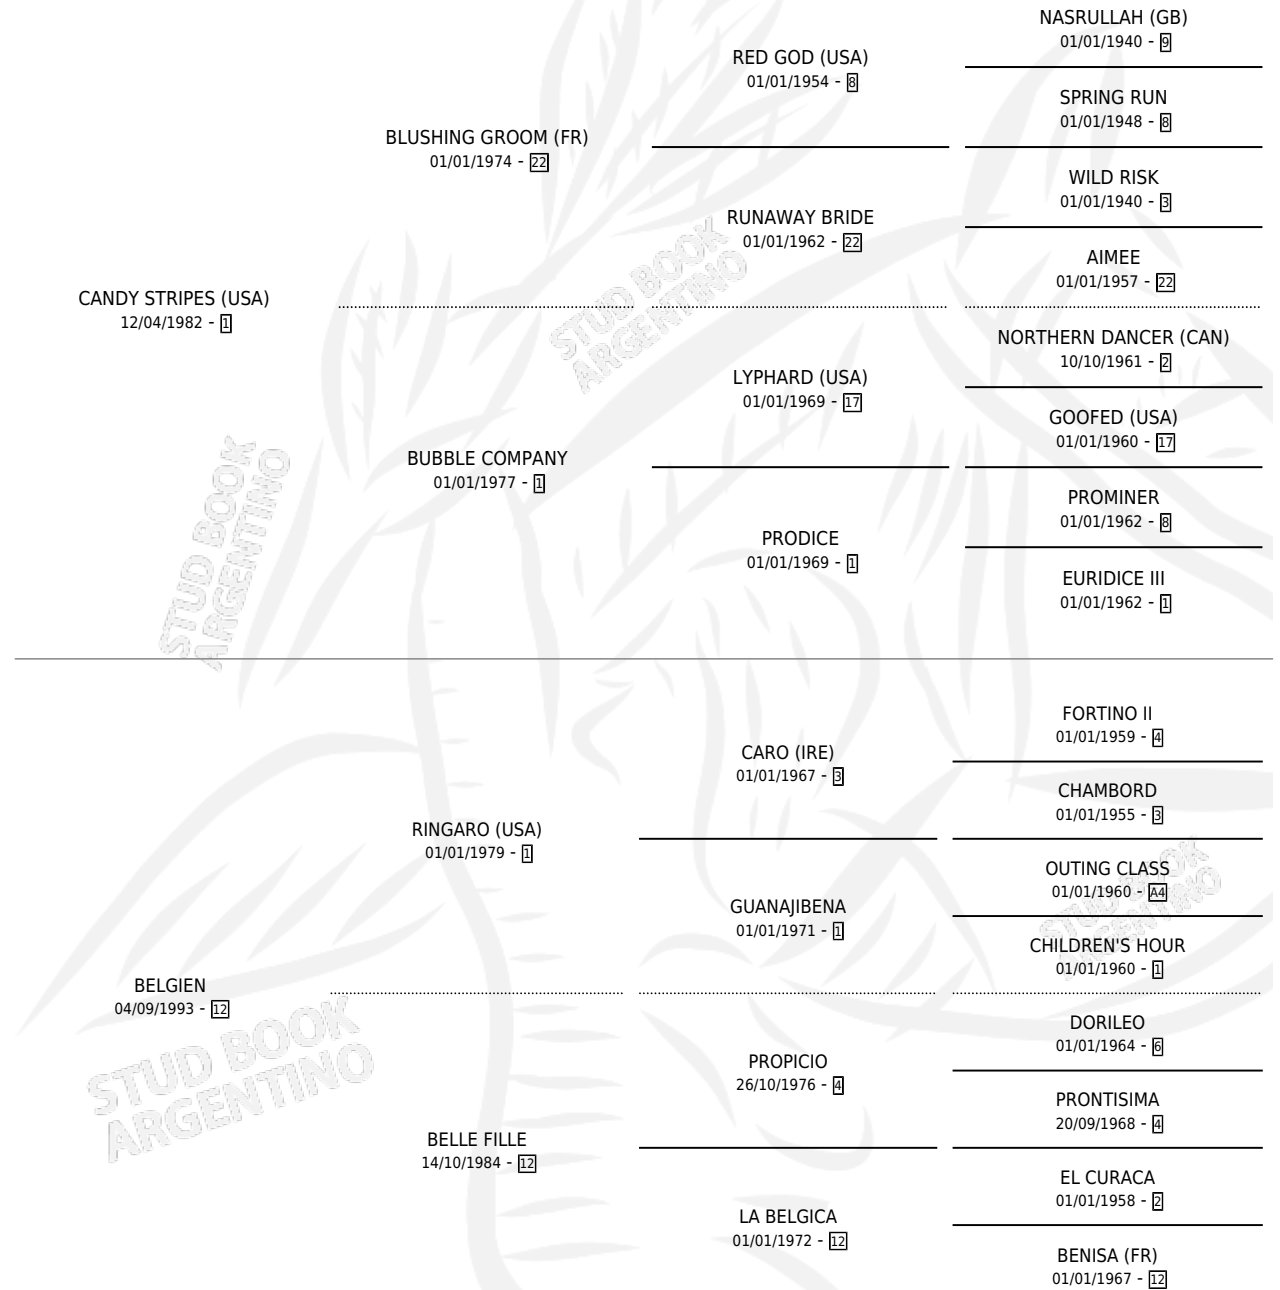 NASRULLAH (GB)
01/01/1940 - 9
RED GOD (USA)
01/01/1954 - 8
SPRING RUN
01/01/1948 - 8
BLUSHING GROOM (FR)
01/01/1974 - 22
WILD RISK
01/01/1940 - 3
RUNAWAY BRIDE
01/01/1962 - 22
AIMEE
01/01/1957 - 22
CANDY STRIPES (USA)
12/04/1982 - 1
NORTHERN DANCER (CAN)
10/10/1961 - 2
LYPHARD (USA)
01/01/1969 - 17
GOOFED (USA)
01/01/1960 - 17
BUBBLE COMPANY
01/01/1977 - 1
PROMINER
01/01/1962 - 8
PRODICE
01/01/1969 - 1
EURIDICE III
01/01/1962 - 1
FORTINO II
01/01/1959 - 4
CARO (IRE)
01/01/1967 - 3
CHAMBORD
01/01/1955 - 3
RINGARO (USA)
01/01/1979 - 1
OUTING CLASS
01/01/1960 - A4
GUANAJIBENA
01/01/1971 - 1
CHILDREN'S HOUR
01/01/1960 - 1
BELGIEN
04/09/1993 - 12
DORILEO
01/01/1964 - 6
PROPICIO
26/10/1976 - 4
PRONTISIMA
20/09/1968 - 4
BELLE FILLE
14/10/1984 - 12
EL CURACA
01/01/1958 - 2
LA BELGICA
01/01/1972 - 12
BENISA (FR)
01/01/1967 - 12
STUD BOOK
ARGENTINO
STUD BOOK
ARGENTINO
STUD BOOK
ARGENTINO
STUD BOOK
ARGENTINO